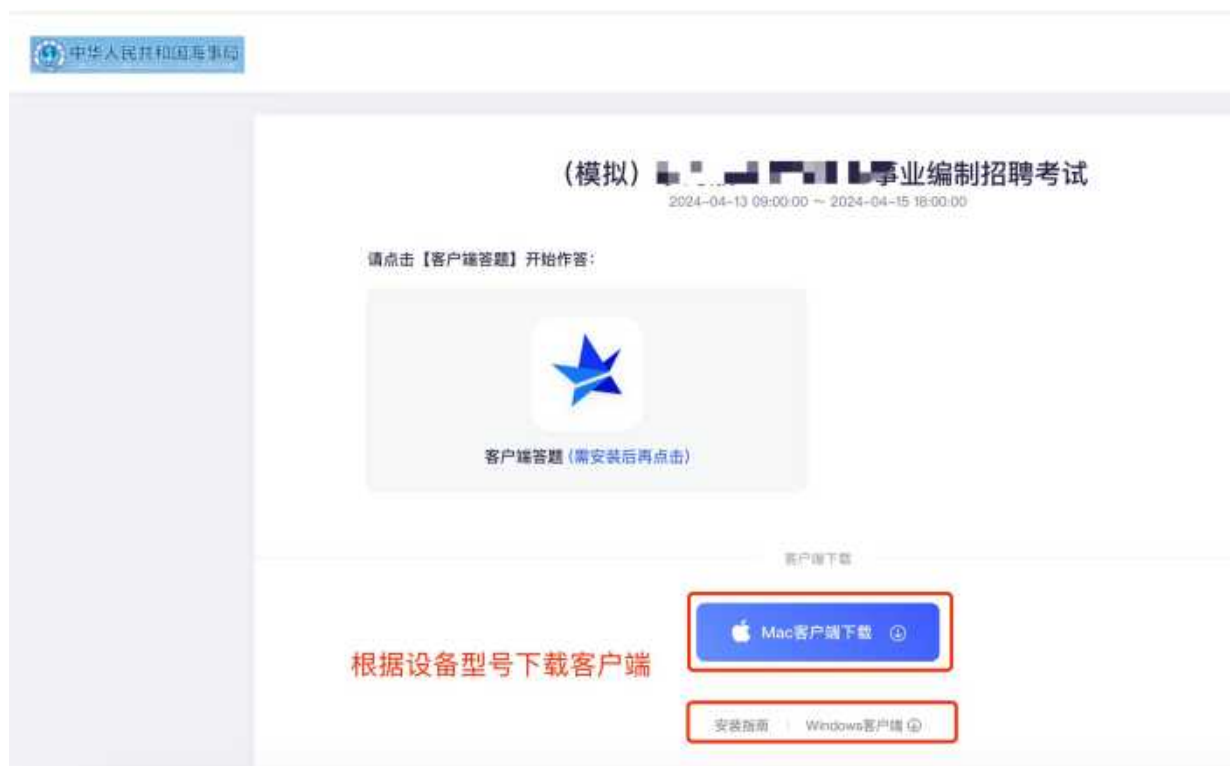 中华人民共和国海事局
（模拟）事业编制招聘考试
2024-04-13 09:00:00 ~ 2024-04-15 18:00:00
请点击【客户端答题】开始作答：
客户端答题 (需安装后再点击)
客户端下载
Mac客户端下载
根据设备型号下载客户端
安装指南 | Windows客户端